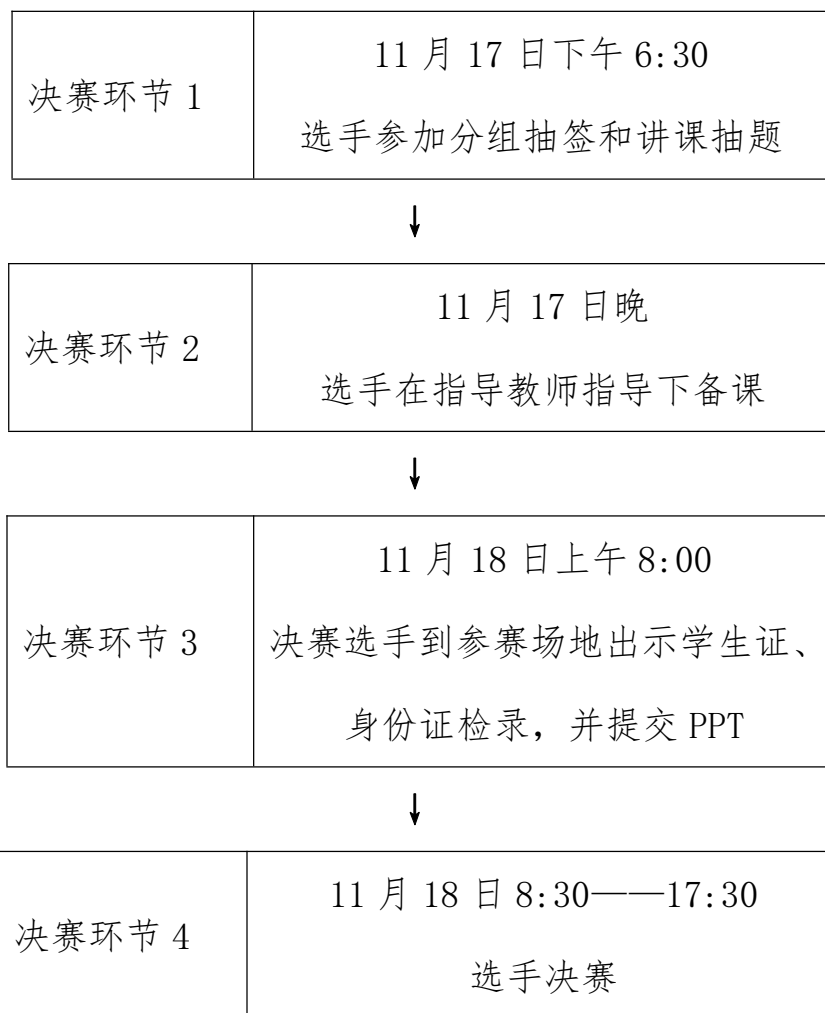 决赛环节 1
11 月 17 日下午 6:30
选手参加分组抽签和讲课抽题
决赛环节 2
11 月 17 日晚
选手在指导教师指导下备课
决赛环节 3
11 月 18 日上午 8:00
决赛选手到参赛场地出示学生证、
身份证检录，并提交 PPT
决赛环节 4
11 月 18 日 8:30——17:30
选手决赛